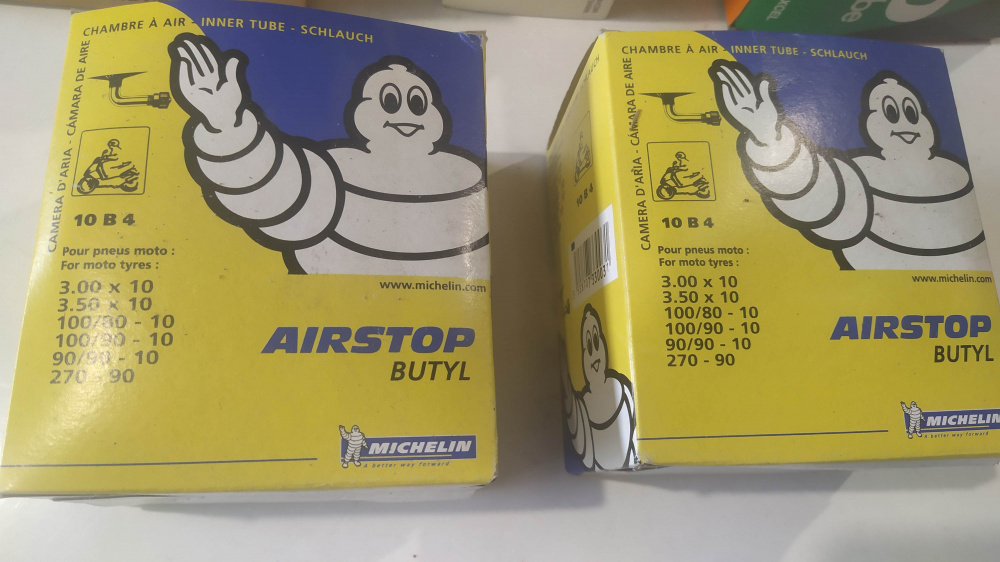 CHAMBRE À AIR - INNER TUBE - SCHLAUCH
CAMERA D'ARIA - CÁMARA DE AIRE
10 B 4
Pour pneus moto :
For moto tyres :
3.00 x 10
3.50 x 10
100/80 - 10
100/90 - 10
90/90 - 10
270 - 90
www.michelin.com
AIRSTOP
BUTYL
MICHELIN
A better way forward
CHAMBRE À AIR - INNER TUBE - SCHLAUCH
CAMERA D'ARIA - CÁMARA DE AIRE
10 B 4
10 B 4
Pour pneus moto :
For moto tyres :
3.00 x 10
3.50 x 10
100/80 - 10
100/90 - 10
90/90 - 10
270 - 90
www.michelin.com
AIRSTOP
BUTYL
MICHELIN
A better way forward